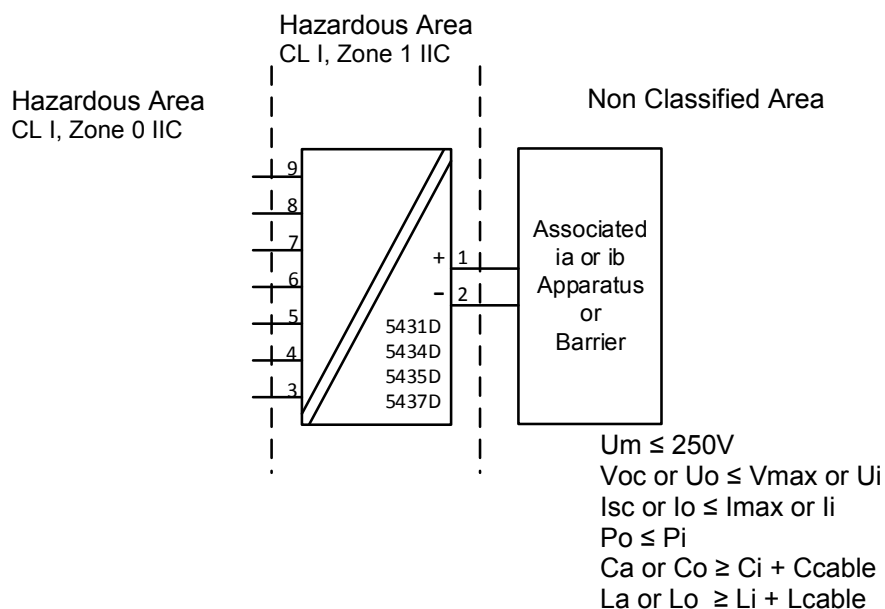 Hazardous Area
CL I, Zone 1 IIC
Hazardous Area
CL I, Zone 0 IIC
Non Classified Area
9
8
7
6
5
4
3
+ 1
− 2
5431D
5434D
5435D
5437D
Associated
ia or ib
Apparatus
or
Barrier
Um ≤ 250V
Voc or Uo ≤ Vmax or Ui
Isc or Io ≤ Imax or Ii
Po ≤ Pi
Ca or Co ≥ Ci + Ccable
La or Lo ≥ Li + Lcable